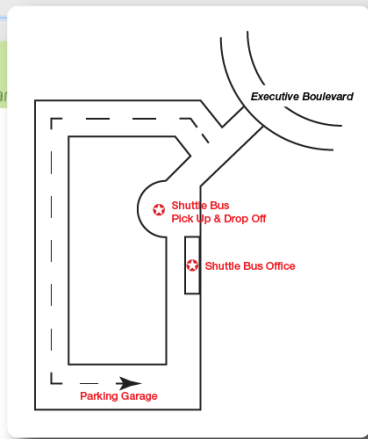 Executive Boulevard
Shuttle Bus
Pick Up & Drop Off
Shuttle Bus Office
Parking Garage